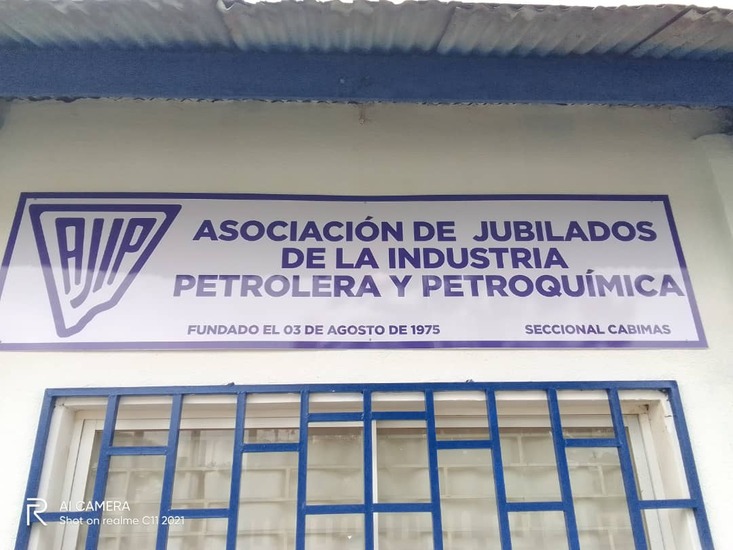 AJIP
ASOCIACIÓN DE JUBILADOS
DE LA INDUSTRIA
PETROLERA Y PETROQUÍMICA
FUNDADO EL 03 DE AGOSTO DE 1975 SECCIONAL CABIMAS
R AI CAMERA
Shot on realme C11 2021